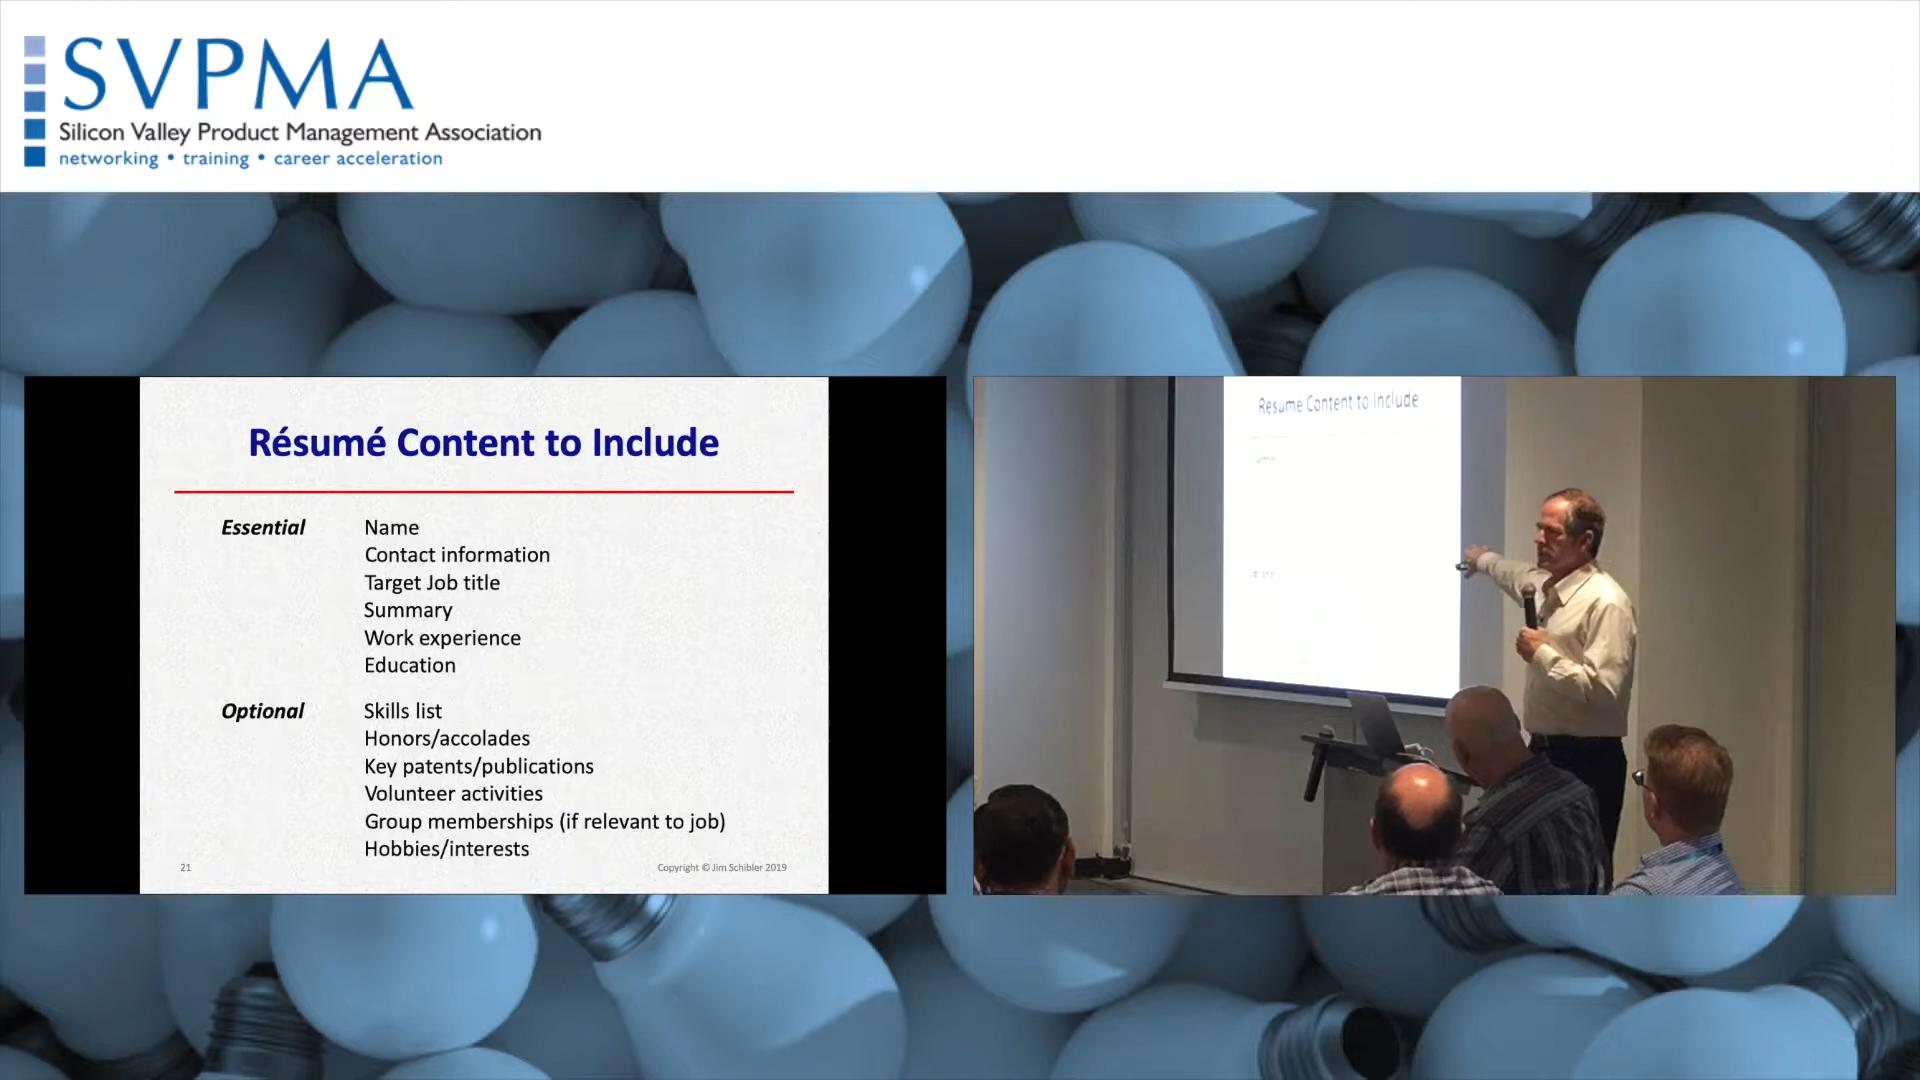 SVPMA
Silicon Valley Product Management Association
networking • training • career acceleration
Résumé Content to Include
Essential Name
Contact information
Target Job title
Summary
Work experience
Education
Optional Skills list
Honors/accolades
Key patents/publications
Volunteer activities
Group memberships (if relevant to job)
Hobbies/interests
21 Copyright © Jim Schibler 2019
Resume Content to Include